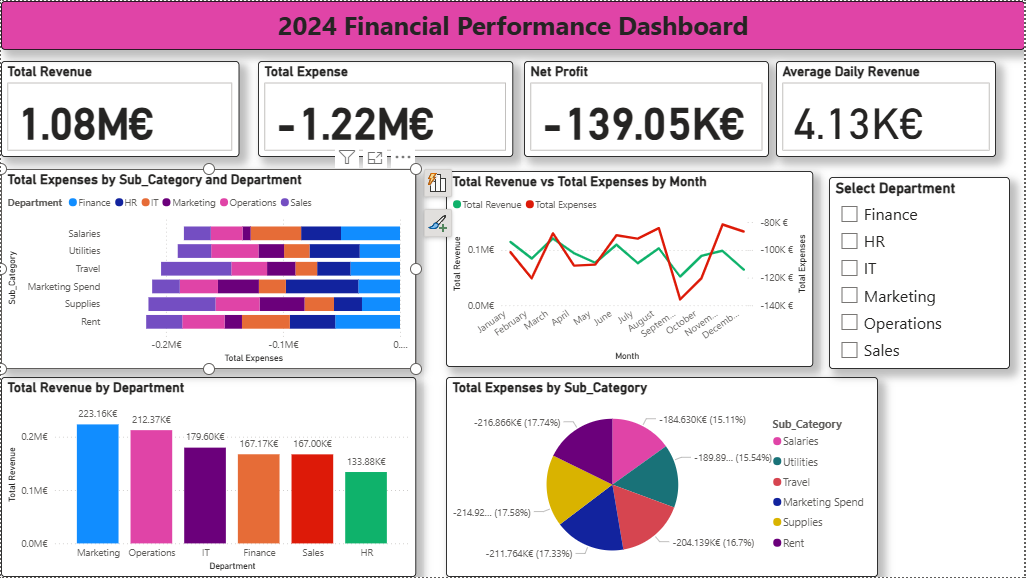 2024 Financial Performance Dashboard
Total Revenue
1.08M€
Total Expense
-1.22M€
Net Profit
-139.05K€
Average Daily Revenue
4.13K€
Total Expenses by Sub_Category and Department
Department Finance HR IT Marketing Operations Sales
Sub_Category
Salaries
Utilities
Travel
Marketing Spend
Supplies
Rent
-0.2M€ -0.1M€ 0....
Total Expenses
Total Revenue vs Total Expenses by Month
Total Revenue Total Expenses
Total Revenue
0.1M€
0.0M€
-80K €
-100K €
-120K €
-140K €
Total Expenses
January February March April May June July August Septem... October Novem... Decemb...
Month
Select Department
Finance
HR
IT
Marketing
Operations
Sales
Total Revenue by Department
Total Revenue
0.2M€
0.1M€
0.0M€
223.16K€ 212.37K€ 179.60K€ 167.17K€ 167.00K€ 133.88K€
Marketing Operations IT Finance Sales HR
Department
Total Expenses by Sub_Category
-216.866K€ (17.74%)
-184.630K€ (15.11%)
-189.89... (15.54%)
-214.92... (17.58%)
-211.764K€ (17.33%)
-204.139K€ (16.7%)
Sub_Category
Salaries
Utilities
Travel
Marketing Spend
Supplies
Rent